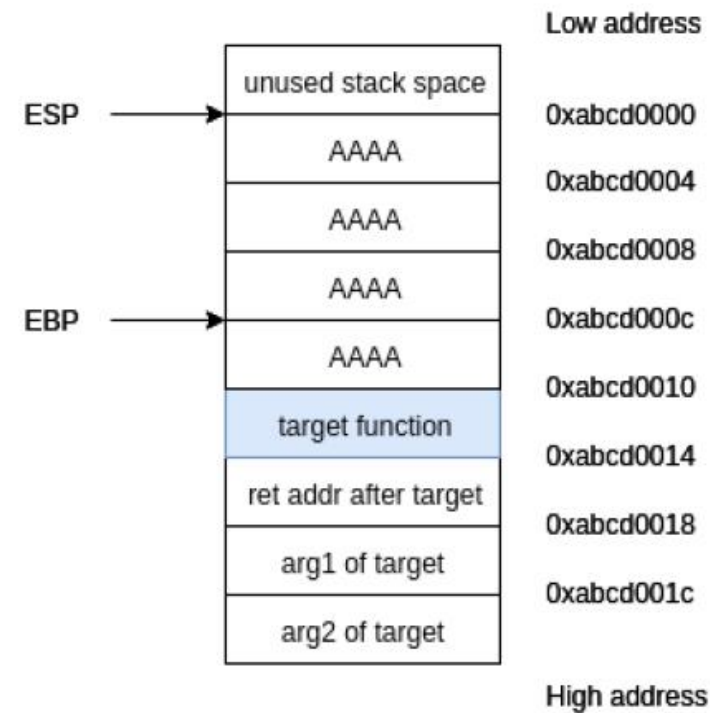 Low address
unused stack space
ESP
0xabcd0000
AAAA
0xabcd0004
AAAA
0xabcd0008
AAAA
EBP
0xabcd000c
AAAA
0xabcd0010
target function
0xabcd0014
ret addr after target
0xabcd0018
arg1 of target
0xabcd001c
arg2 of target
High address